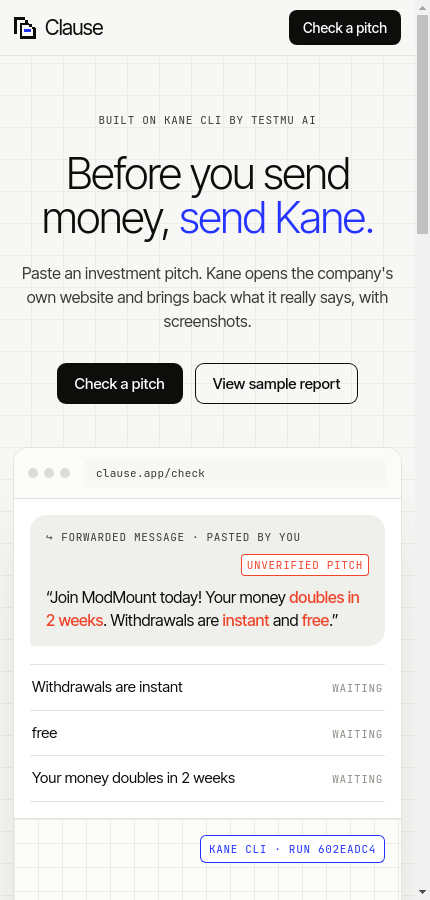 Clause
Check a pitch
BUILT ON KANE CLI BY TESTMU AI
Before you send
money, send Kane.
Paste an investment pitch. Kane opens the company's
own website and brings back what it really says, with
screenshots.
Check a pitch
View sample report
clause.app/check
↪ FORWARDED MESSAGE · PASTED BY YOU
UNVERIFIED PITCH
“Join ModMount today! Your money doubles in
2 weeks. Withdrawals are instant and free.”
Withdrawals are instant
WAITING
free
WAITING
Your money doubles in 2 weeks
WAITING
KANE CLI · RUN 602EADC4